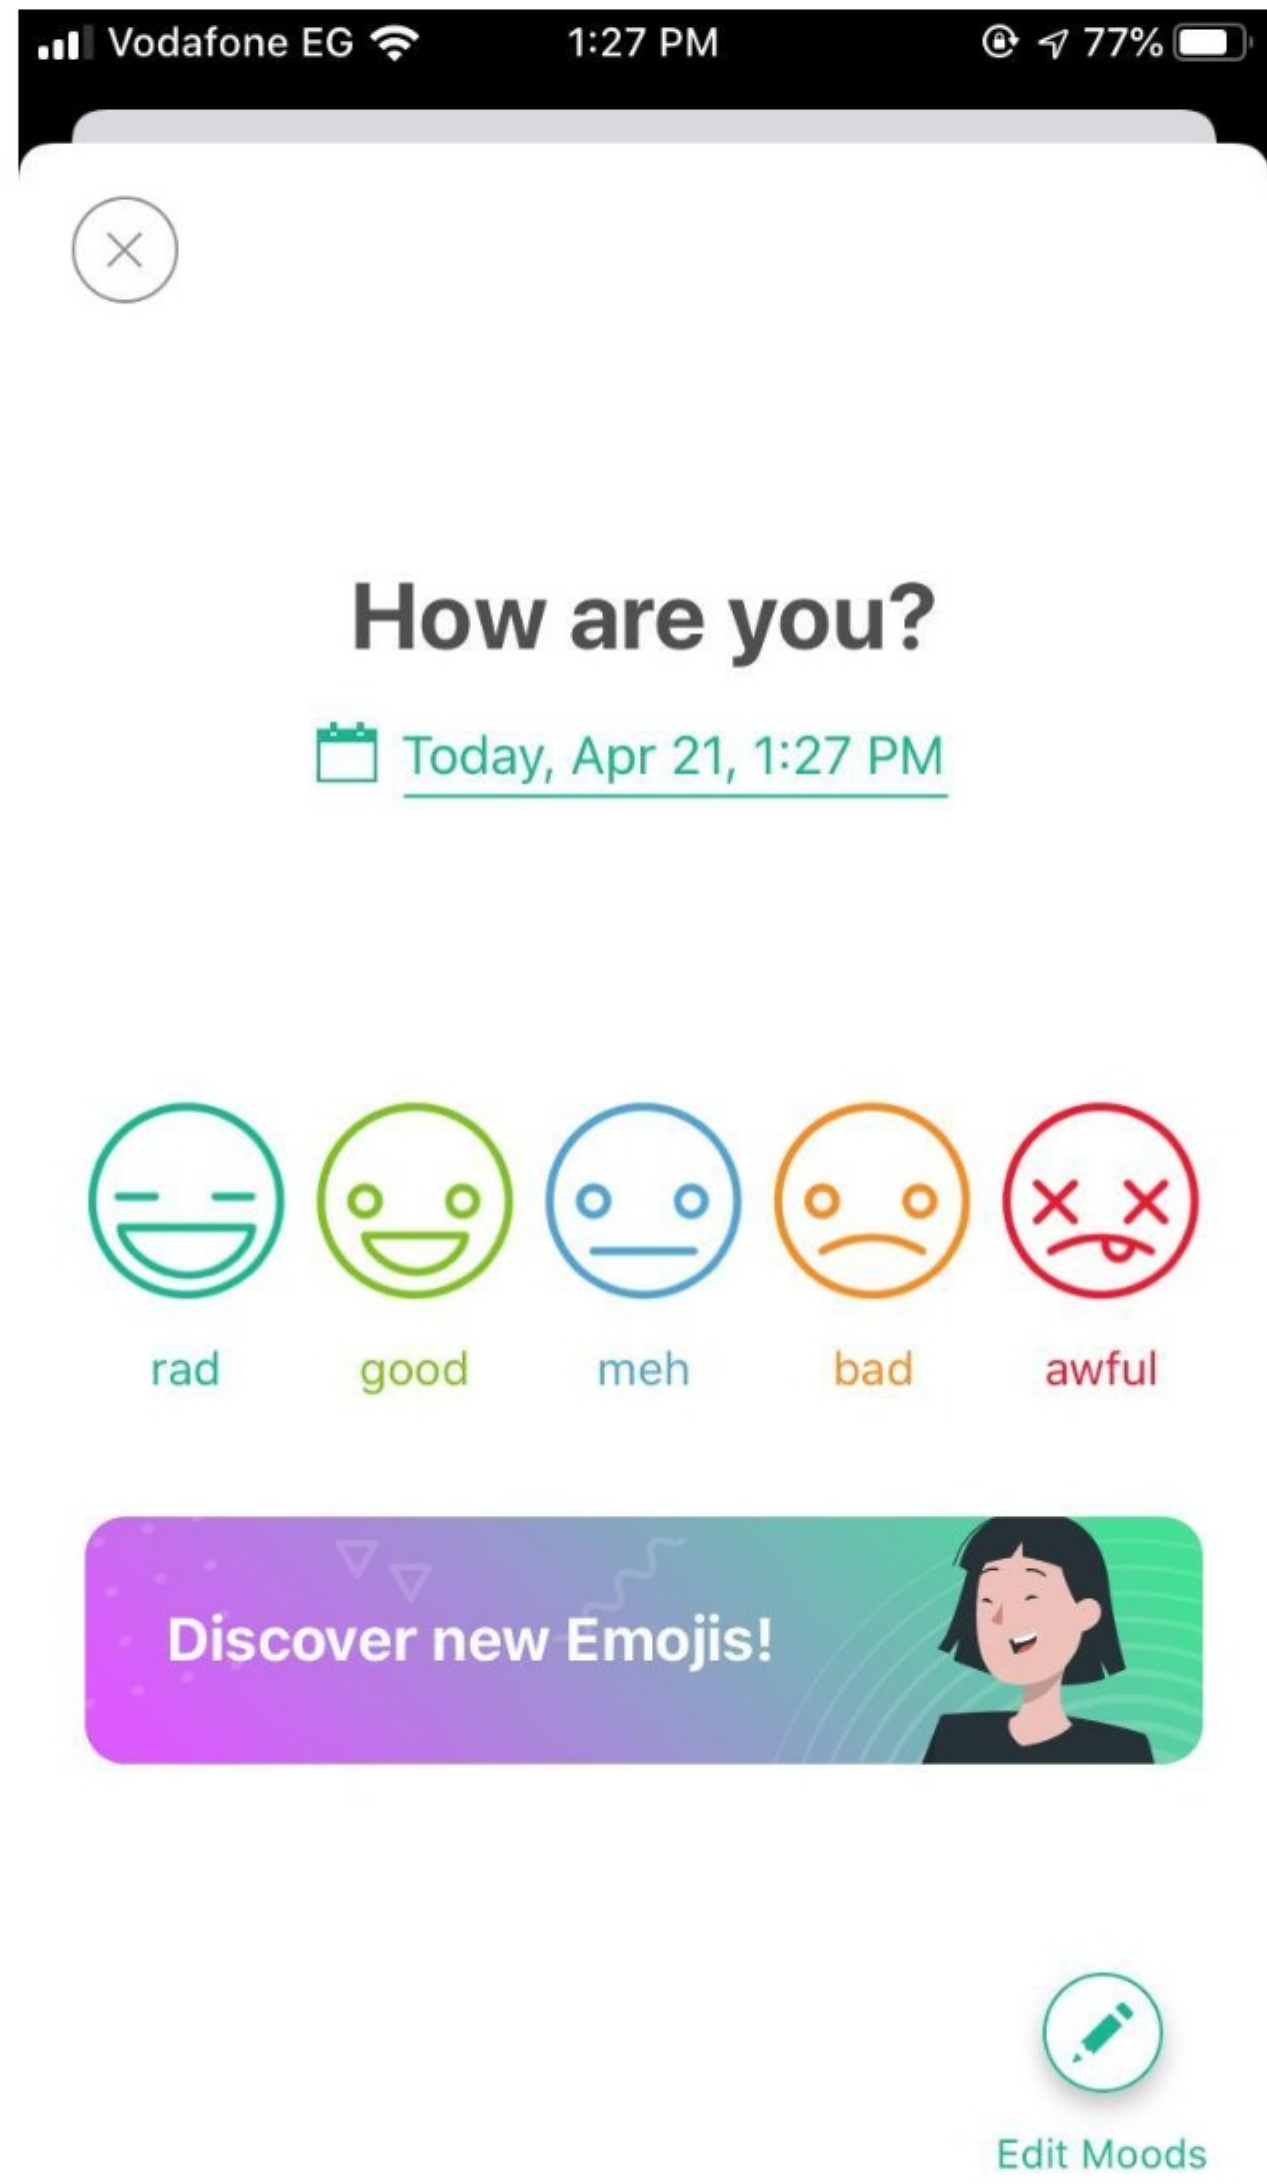 Vodafone EG 1:27 PM 77%
How are you?
Today, Apr 21, 1:27 PM
rad good meh bad awful
Discover new Emojis!
Edit Moods